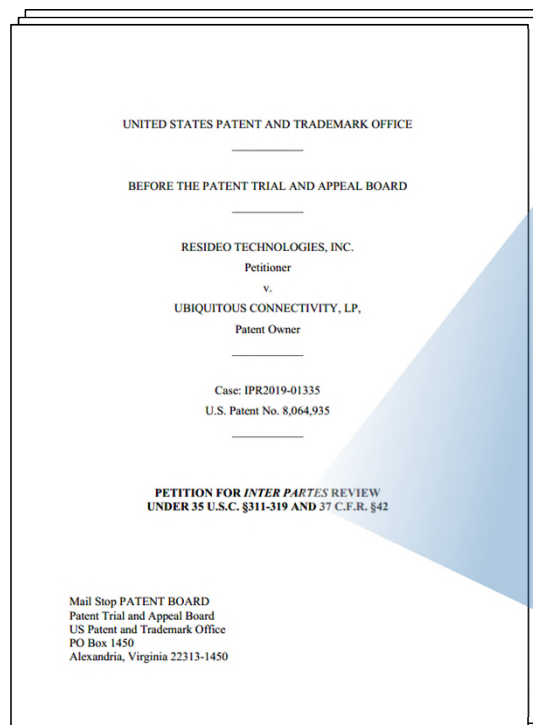 UNITED STATES PATENT AND TRADEMARK OFFICE
BEFORE THE PATENT TRIAL AND APPEAL BOARD
RESIDEO TECHNOLOGIES, INC.
Petitioner
v.
UBIQUITOUS CONNECTIVITY, LP,
Patent Owner
Case: IPR2019-01335
U.S. Patent No. 8,064,935
PETITION FOR INTER PARTES REVIEW
UNDER 35 U.S.C. §311-319 AND 37 C.F.R. §42
Mail Stop PATENT BOARD
Patent Trial and Appeal Board
US Patent and Trademark Office
PO Box 1450
Alexandria, Virginia 22313-1450